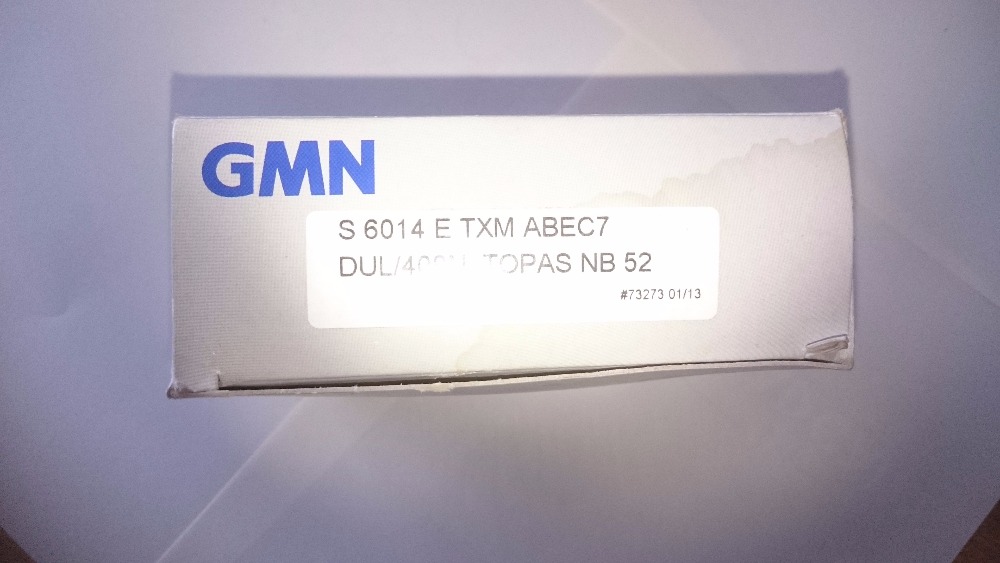 GMN
S 6014 E TXM ABEC7
TOPAS NB 52
#73273 01/13